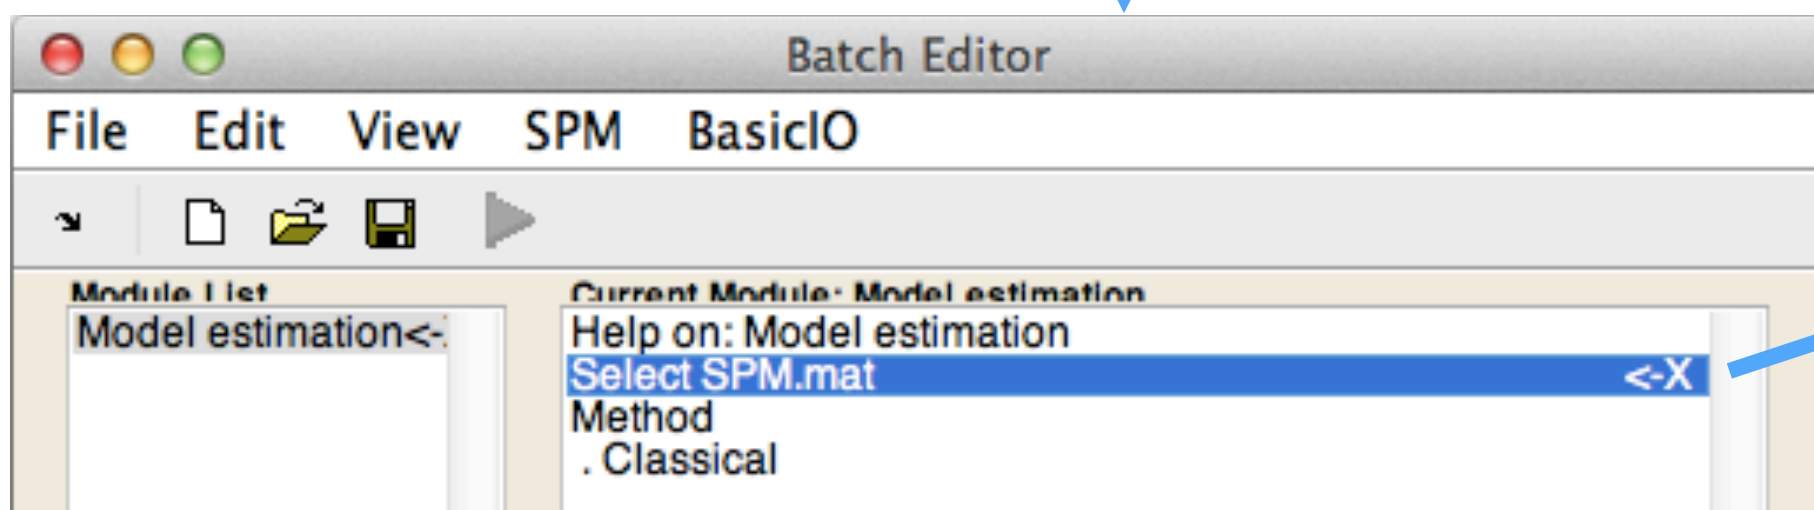 Batch Editor
File Edit View SPM BasicIO
Module List
Current Module: Model estimation
Model estimation<-
Help on: Model estimation
Select SPM.mat <-X
Method
. Classical